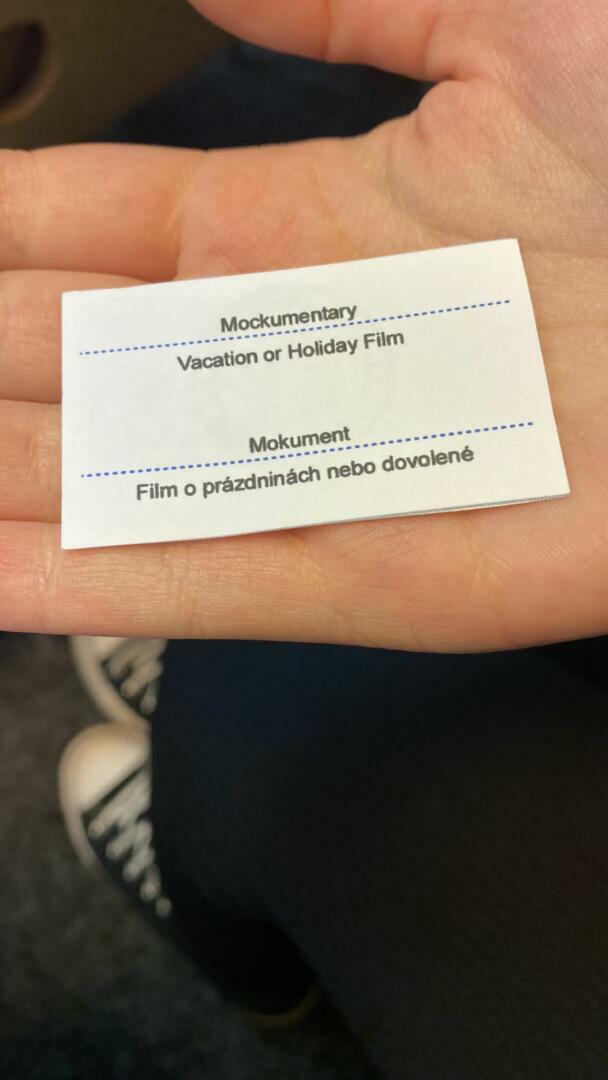 Mockumentary
Vacation or Holiday Film
Mokument
Film o prázdninách nebo dovolené